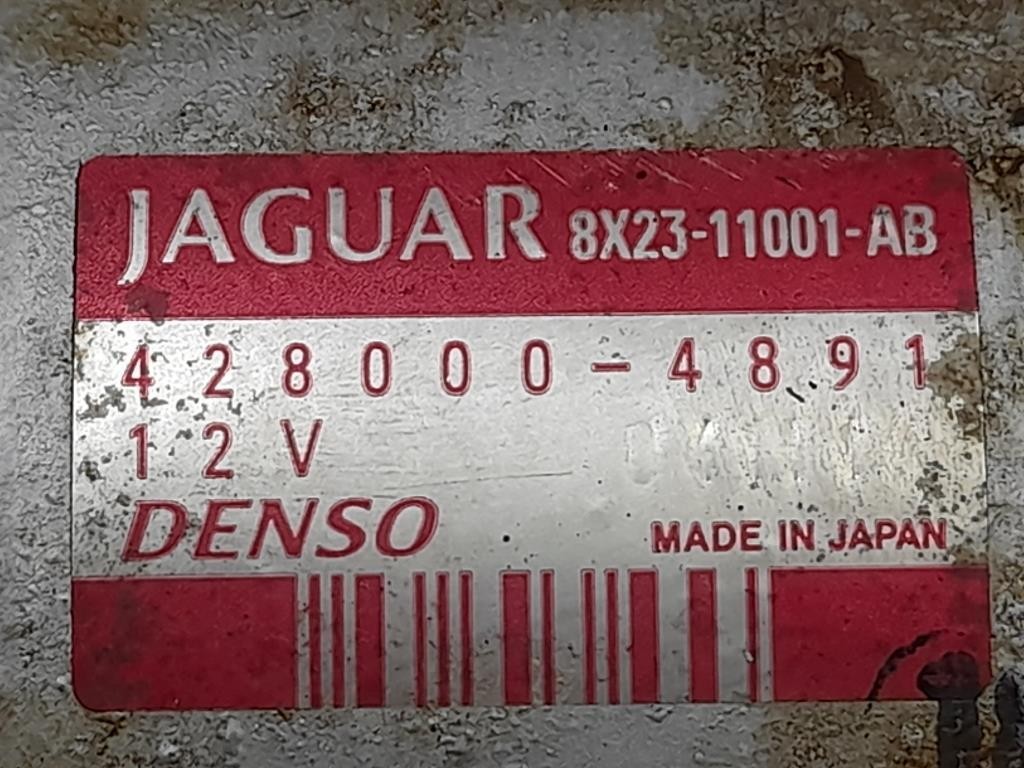 JAGUAR 8X23-11001-AB
428000-4891
12V
DENSO MADE IN JAPAN